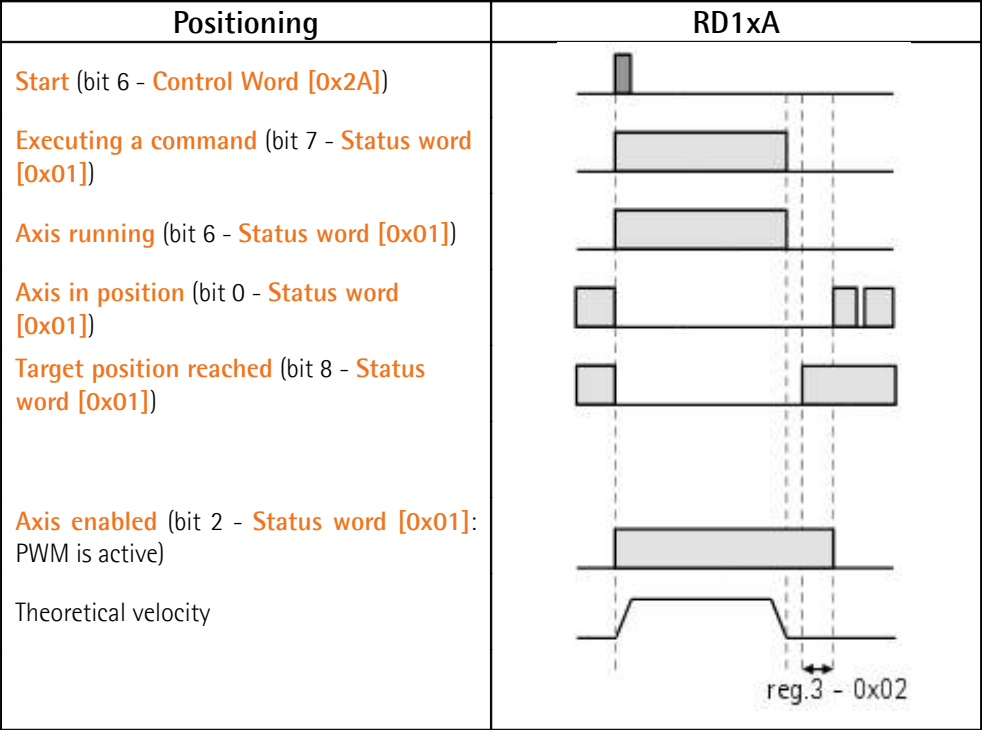 Positioning
RD1xA
Start (bit 6 - Control Word [0x2A])
Executing a command (bit 7 - Status word
[0x01])
Axis running (bit 6 - Status word [0x01])
Axis in position (bit 0 - Status word
[0x01])
Target position reached (bit 8 - Status
word [0x01])
Axis enabled (bit 2 - Status word [0x01]:
PWM is active)
Theoretical velocity
reg.3 - 0x02